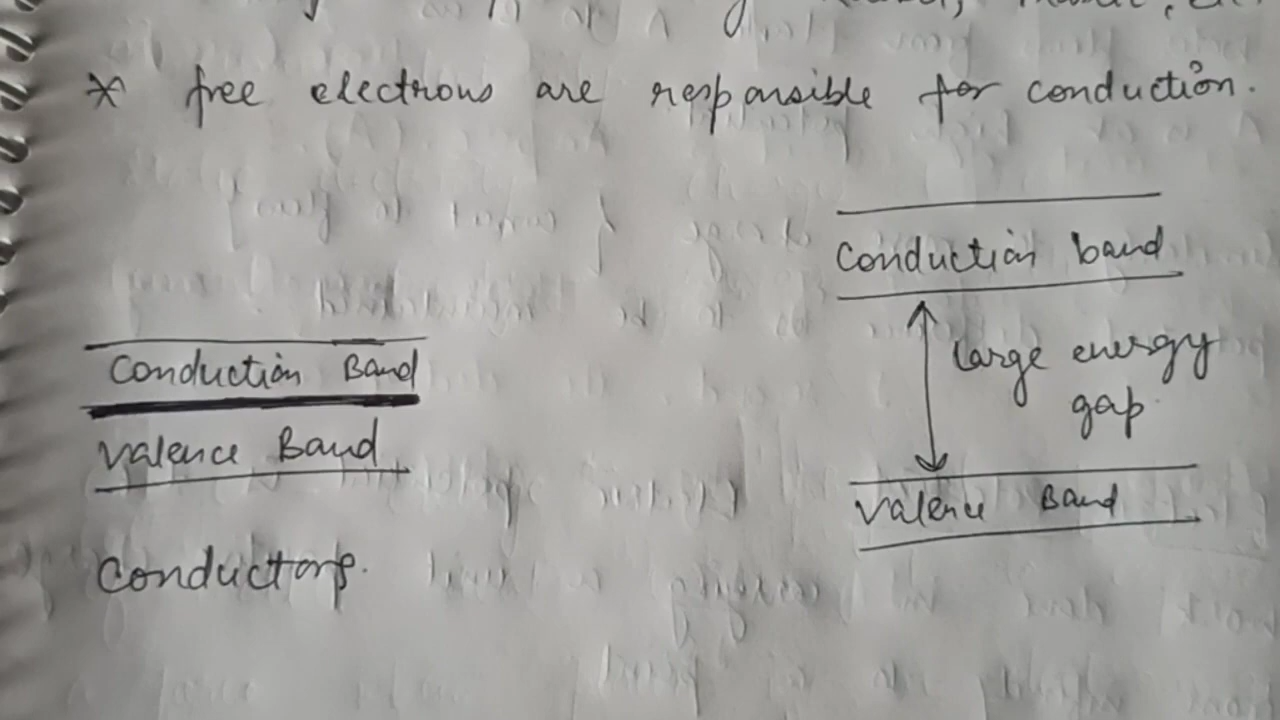 * free electrons are responsible for conduction.
Conduction Band
Valence Band
Conductors.
Conduction band
large energy
gap
Valence Band